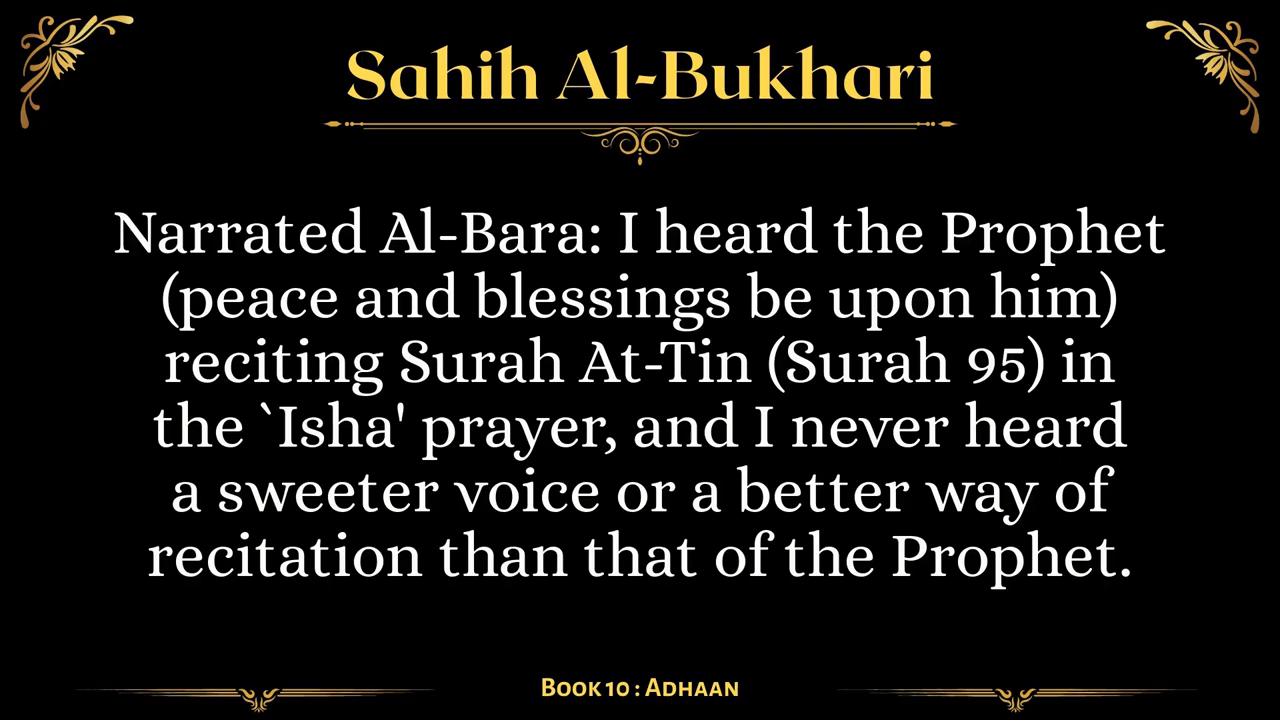 Sahih Al-Bukhari
Narrated Al-Bara: I heard the Prophet
(peace and blessings be upon him)
reciting Surah At-Tin (Surah 95) in
the `Isha' prayer, and I never heard
a sweeter voice or a better way of
recitation than that of the Prophet.
Book 10 : Adhaan